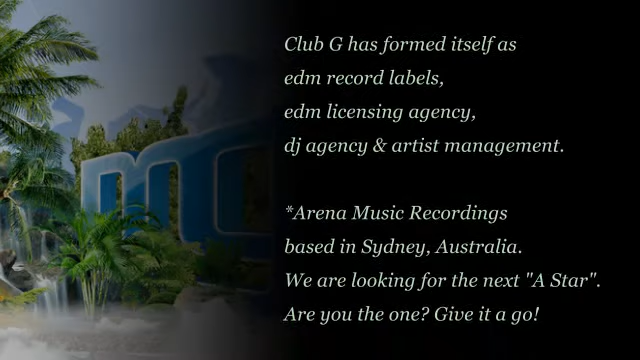 Club G has formed itself as
edm record labels,
edm licensing agency,
dj agency & artist management.
*Arena Music Recordings
based in Sydney, Australia.
We are looking for the next "A Star".
Are you the one? Give it a go!